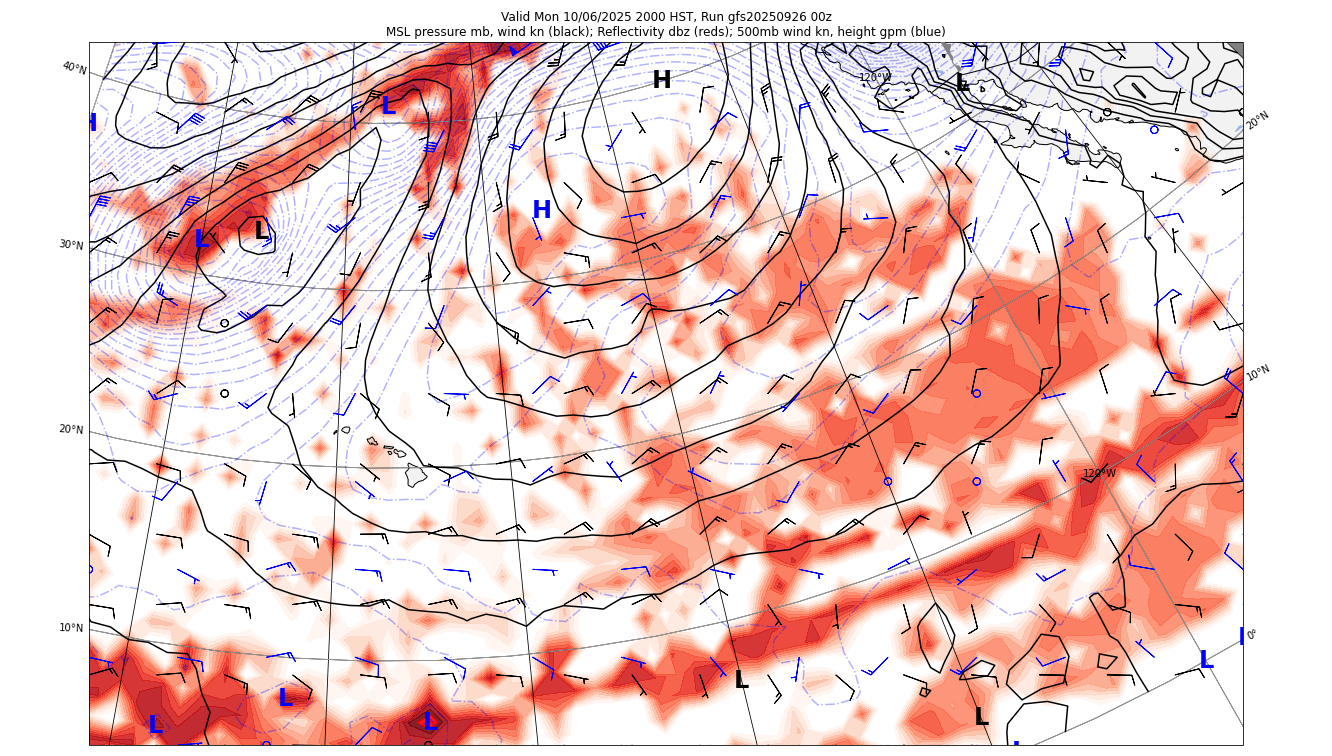 Valid Mon 10/06/2025 2000 HST, Run gfs20250926 00z
MSL pressure mb, wind kn (black); Reflectivity dbz (reds); 500mb wind kn, height gpm (blue)
40°N
H
120°W
L
L
H
20°N
H
30°N
L
L
10°N
20°N
120°W
10°N
0°
L
L
L
L
L
L